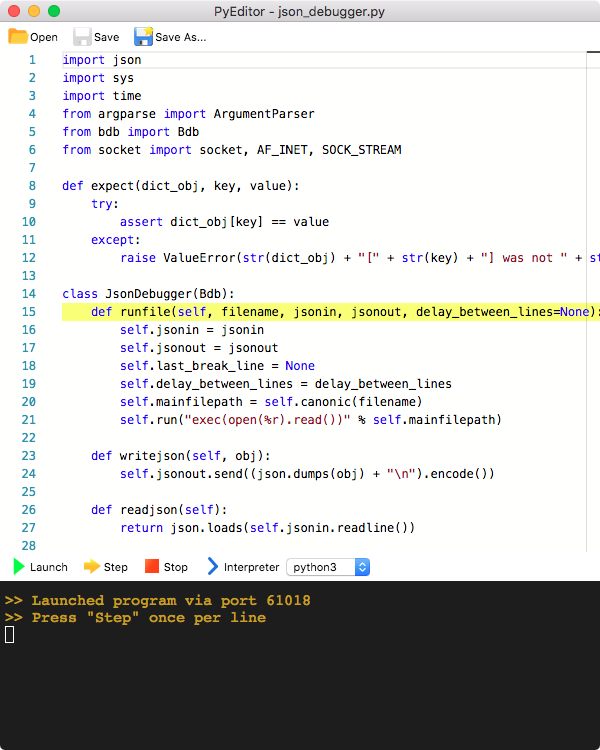 PyEditor - json_debugger.py
Open Save Save As...
1 import json
2 import sys
3 import time
4 from argparse import ArgumentParser
5 from bdb import Bdb
6 from socket import socket, AF_INET, SOCK_STREAM
7
8 def expect(dict_obj, key, value):
9     try:
10         assert dict_obj[key] == value
11     except:
12         raise ValueError(str(dict_obj) + "[" + str(key) + "] was not " + st
13
14 class JsonDebugger(Bdb):
15     def runfile(self, filename, jsonin, jsonout, delay_between_lines=None):
16         self.jsonin = jsonin
17         self.jsonout = jsonout
18         self.last_break_line = None
19         self.delay_between_lines = delay_between_lines
20         self.mainfilepath = self.canonic(filename)
21         self.run("exec(open(%r).read())" % self.mainfilepath)
22
23     def writejson(self, obj):
24         self.jsonout.send((json.dumps(obj) + "\n").encode())
25
26     def readjson(self):
27         return json.loads(self.jsonin.readline())
28
Launch Step Stop Interpreter python3
>> Launched program via port 61018
>> Press "Step" once per line